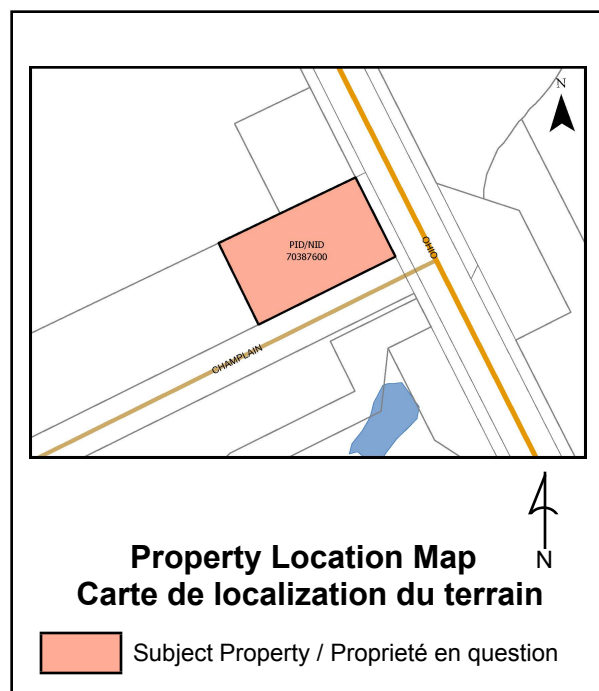 N
PID/NID
70387600
OHIO
CHAMPLAIN
N
Property Location Map
Carte de localization du terrain
Subject Property / Proprieté en question